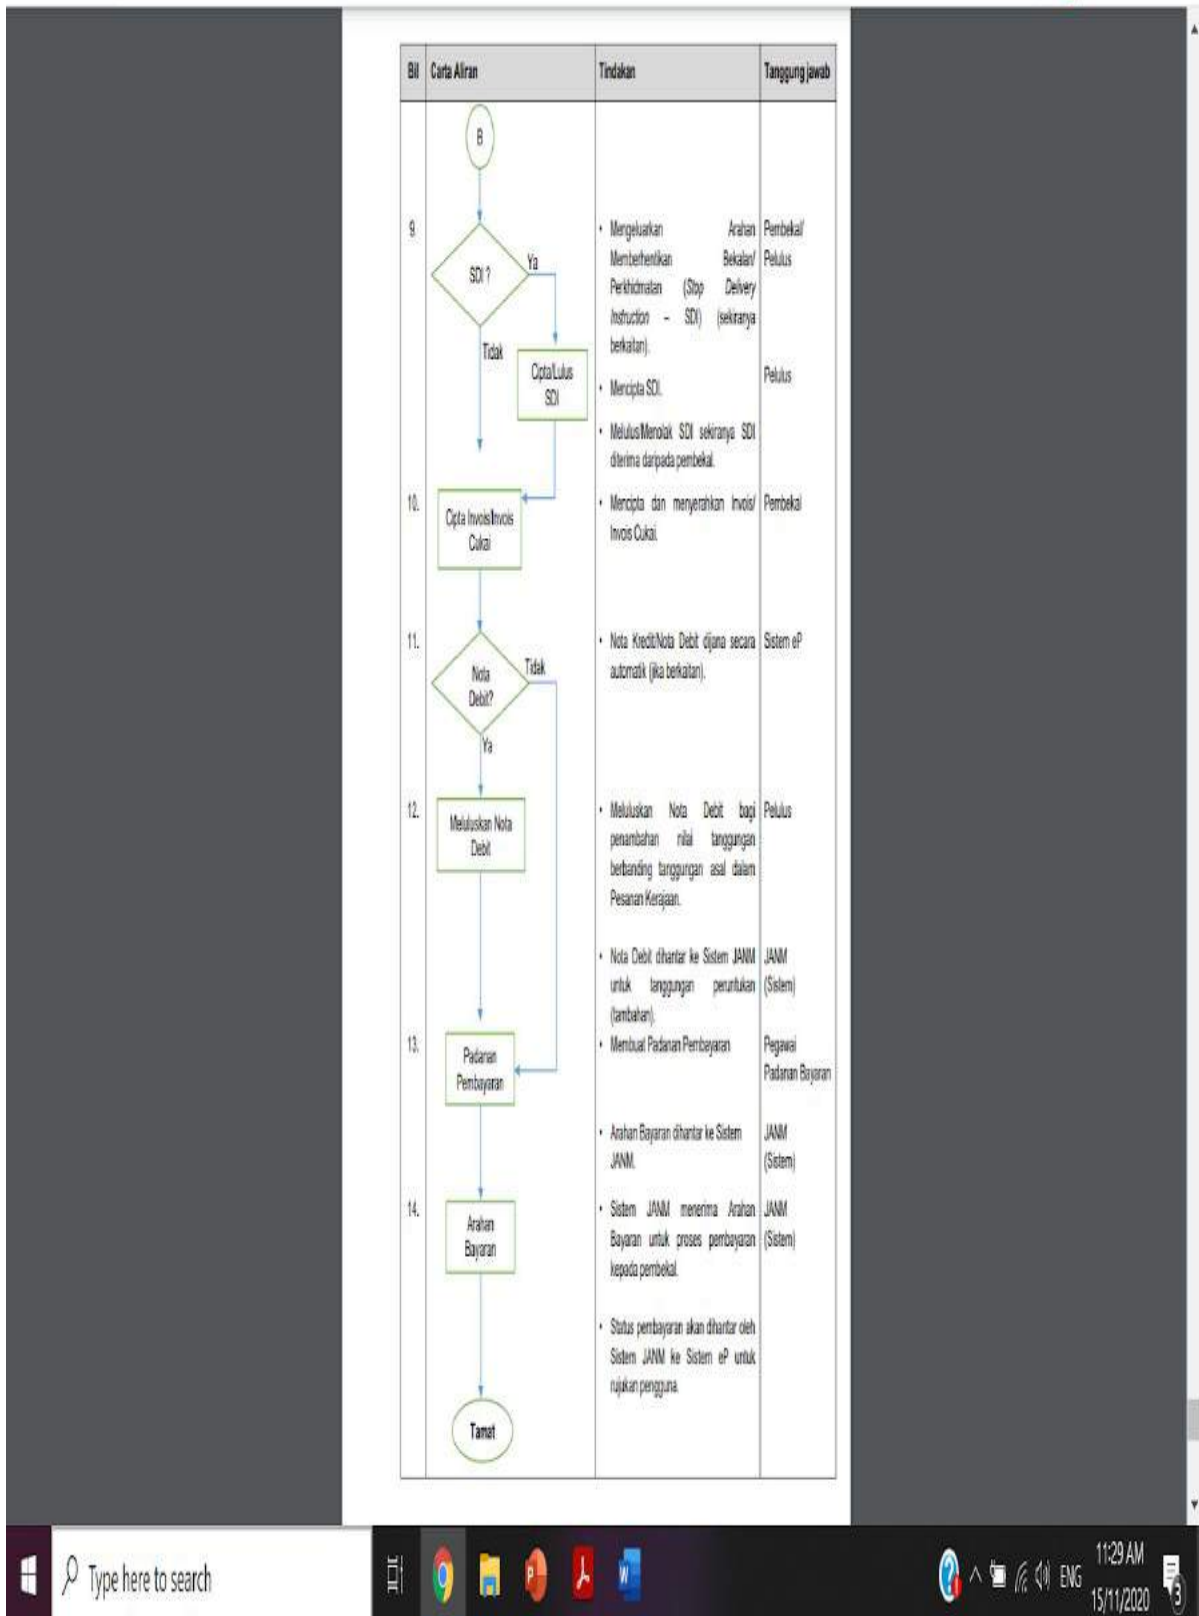 Bil Carta Aliran Tindakan Tanggung jawab
B
9.
SDI ?
Ya
Tidak
Cipta/Lulus
SDI
• Mengeluarkan Arahan
Memberhentikan Bekalan/
Perkhidmatan (Stop Delivery
Instruction – SDI) (sekiranya
berkaitan).
Pembekal/
Pelulus
• Mencipta SDI.
Pelulus
• Melulus/Menolak SDI sekiranya SDI
diterima daripada pembekal.
10.
Cipta Invois/Invois
Cukai
• Mencipta dan menyerahkan Invois/
Invois Cukai.
Pembekal
11.
Nota
Debit?
Tidak
Ya
• Nota Kredit/Nota Debit dijana secara
automatik (jika berkaitan).
Sistem eP
12.
Meluluskan Nota
Debit
• Meluluskan Nota Debit bagi
penambahan nilai tanggungan
berbanding tanggungan asal dalam
Pesanan Kerajaan.
Pelulus
• Nota Debit dihantar ke Sistem JANM
untuk tanggungan peruntukan
(tambahan).
JANM
(Sistem)
13.
Padanan
Pembayaran
• Membuat Padanan Pembayaran
Pegawai
Padanan Bayaran
• Arahan Bayaran dihantar ke Sistem
JANM.
JANM
(Sistem)
14.
Arahan
Bayaran
• Sistem JANM menerima Arahan
Bayaran untuk proses pembayaran
kepada pembekal.
JANM
(Sistem)
• Status pembayaran akan dihantar oleh
Sistem JANM ke Sistem eP untuk
rujukan pengguna.
Tamat
Type here to search
ENG
11:29 AM
15/11/2020
3